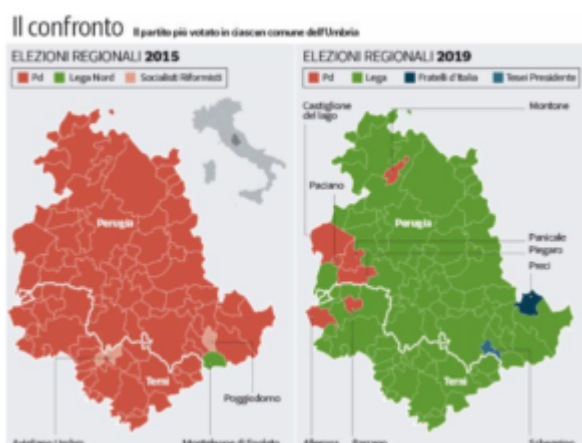 Il confronto Il partito più votato in ciascun comune dell'Umbria
ELEZIONI REGIONALI 2015
Pd Lega Nord Socialisti Riformisti
Perugia
Terni
Poggiodomo
ELEZIONI REGIONALI 2019
Pd Lega Fratelli d'Italia Tesei Presidente
Castiglione
del lago
Montone
Paciano
Perugia
Panicale
Piegaro
Preci
Terni